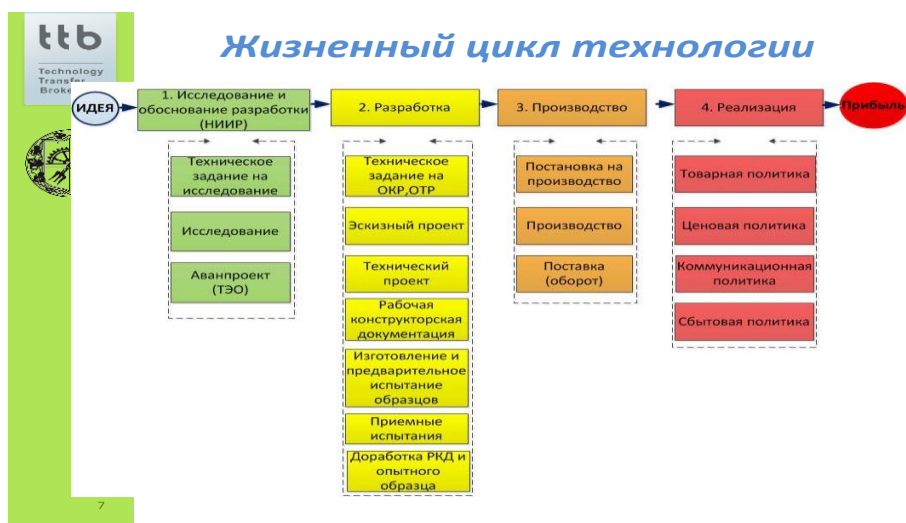 ttb
Technology
Transfer
Broke
Жизненный цикл технологии
ИДЕЯ
1. Исследование и
обоснование разработки
(НИИР)
2. Разработка
3. Производство
4. Реализация
Прибыль
Техническое
задание на
исследование
Исследование
Аванпроект
(ТЭО)
Техническое
задание на
ОКР,ОТР
Эскизный проект
Технический
проект
Рабочая
конструкторская
документация
Изготовление и
предварительное
испытание
образцов
Приемные
испытания
Доработка РКД и
опытного
образца
Постановка на
производство
Производство
Поставка
(оборот)
Товарная политика
Ценовая политика
Коммуникационная
политика
Сбытовая политика
7